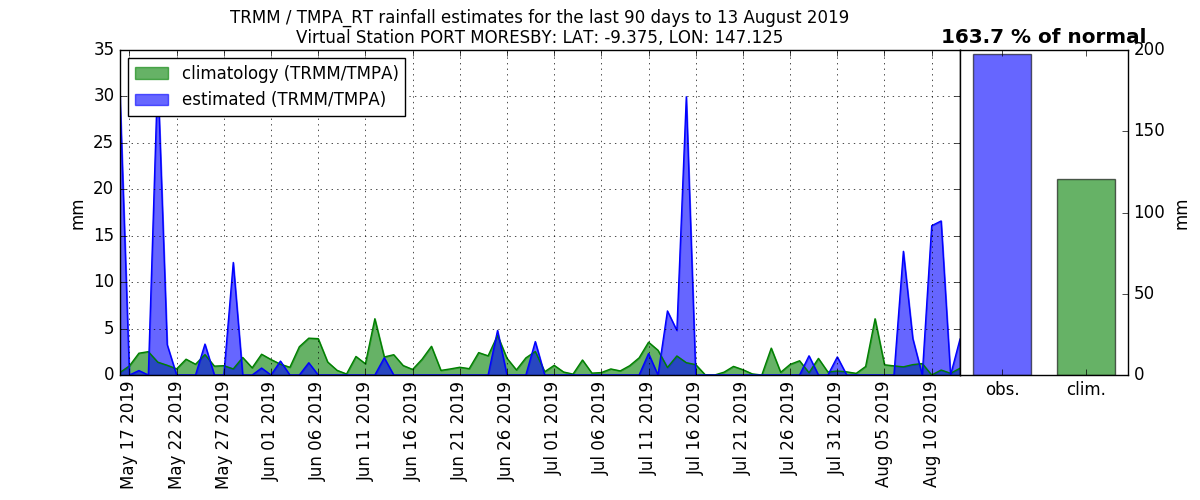 TRMM / TMPA_RT rainfall estimates for the last 90 days to 13 August 2019
Virtual Station PORT MORESBY: LAT: -9.375, LON: 147.125
163.7 % of normal
climatology (TRMM/TMPA)
estimated (TRMM/TMPA)
35
30
25
20
15
10
5
0
mm
May 17 2019
May 22 2019
May 27 2019
Jun 01 2019
Jun 06 2019
Jun 11 2019
Jun 16 2019
Jun 21 2019
Jun 26 2019
Jul 01 2019
Jul 06 2019
Jul 11 2019
Jul 16 2019
Jul 21 2019
Jul 26 2019
Jul 31 2019
Aug 05 2019
Aug 10 2019
obs.
clim.
200
150
100
50
0
mm